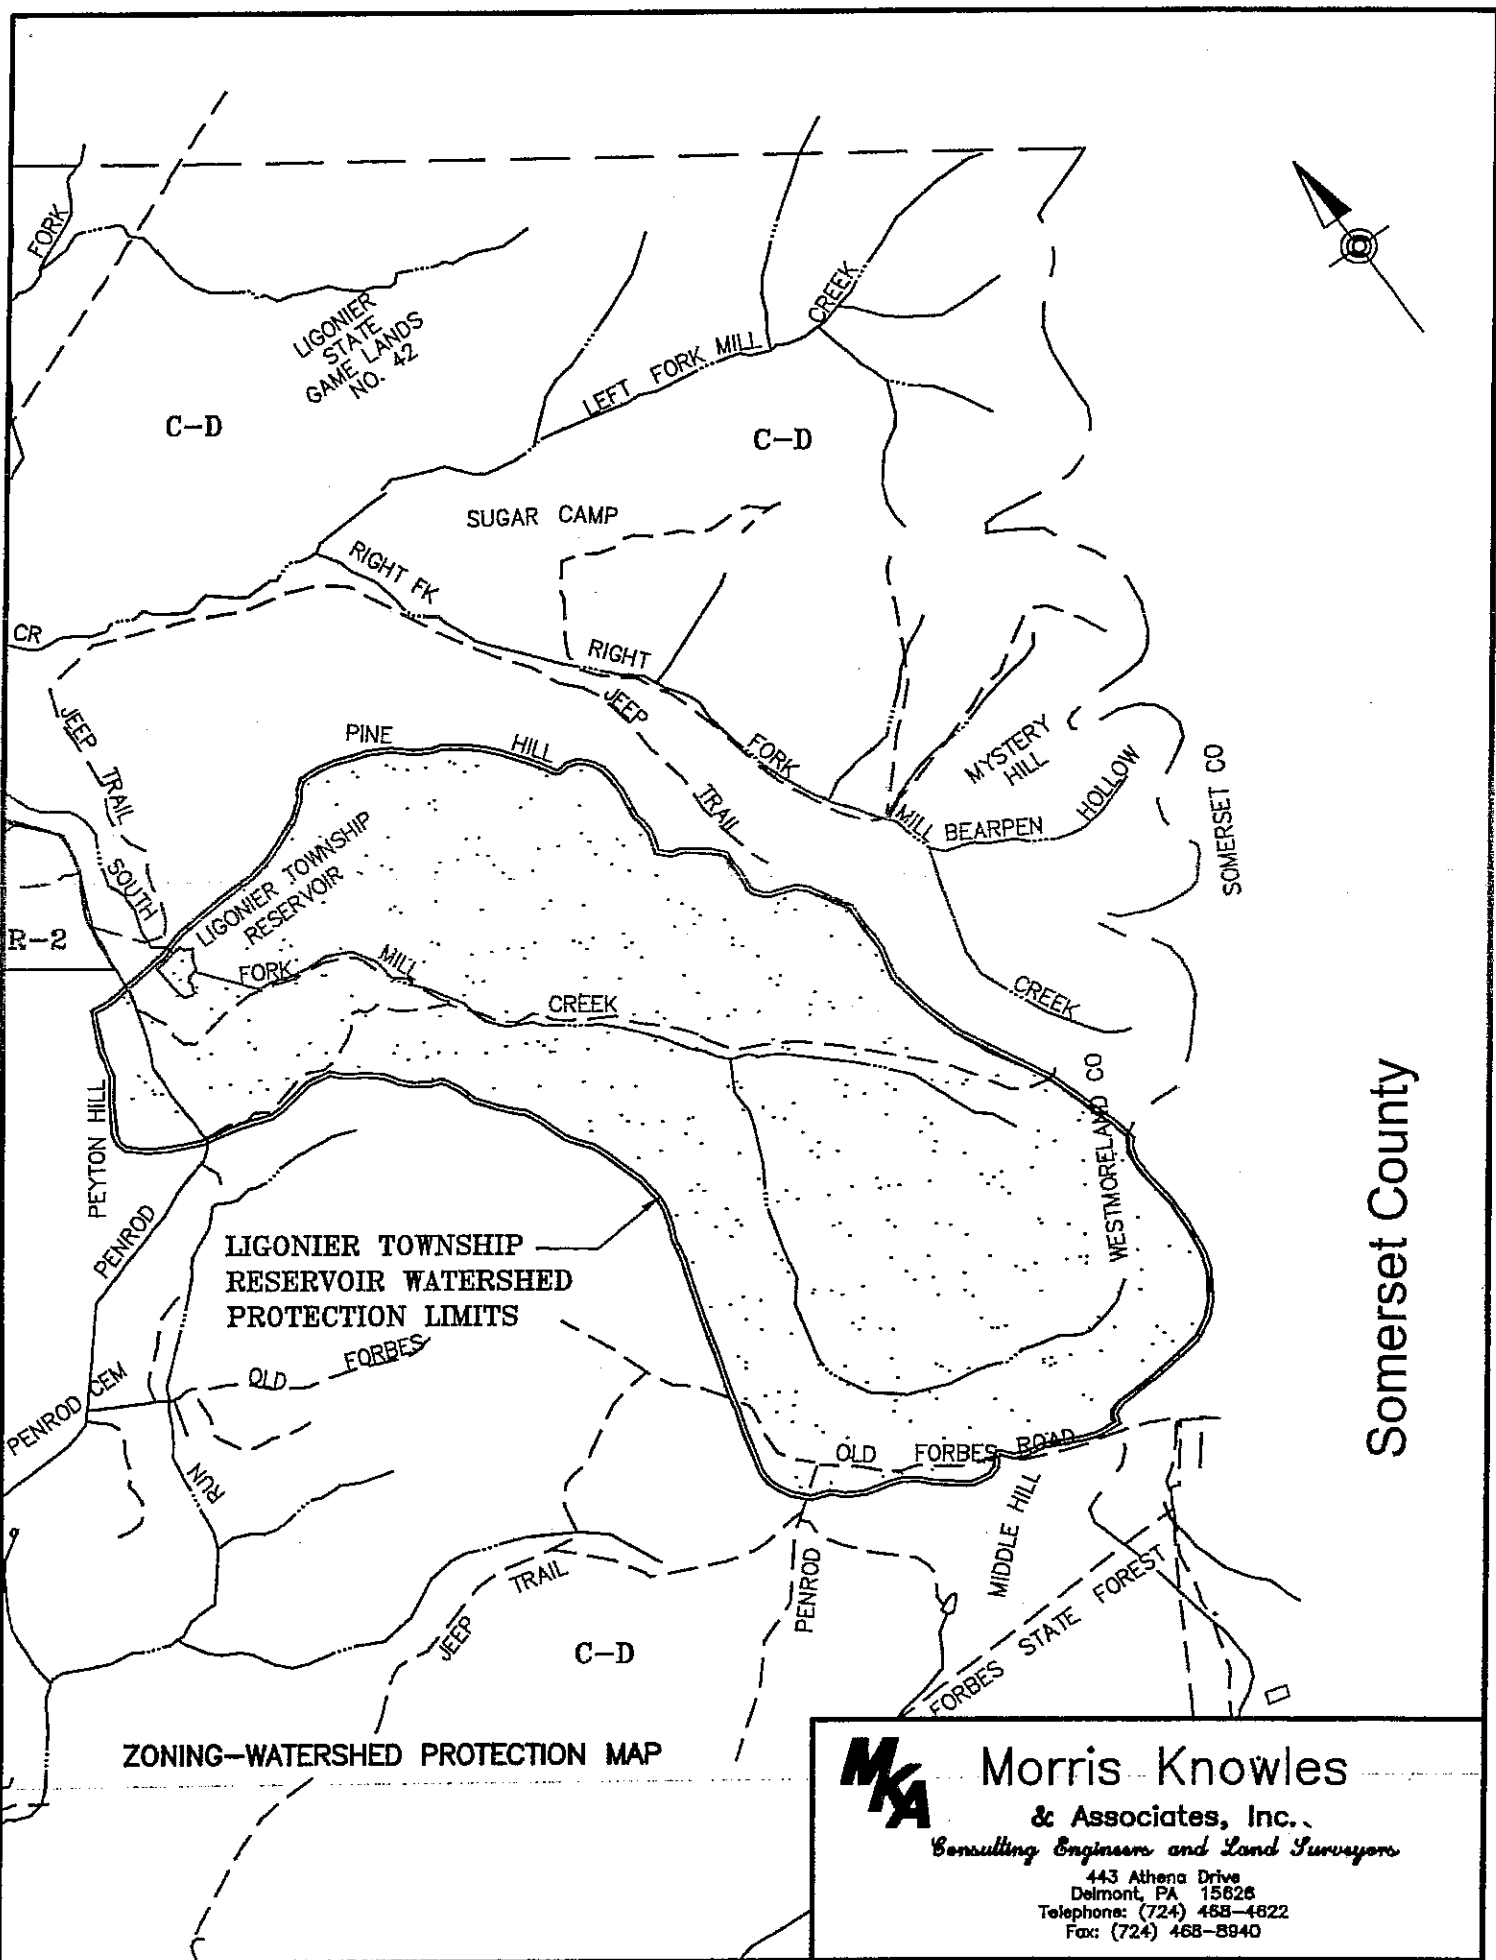 FORK
LIGONIER
STATE
GAME LANDS
NO. 42
C-D
LEFT FORK MILL CREEK
C-D
SUGAR CAMP
RIGHT FK
CR
RIGHT
JEEP TRAIL
JEEP TRAIL
FORK
PINE HILL
MYSTERY
HILL
MILL
BEARPEN HOLLOW
SOMERSET CO
LIGONIER TOWNSHIP
RESERVOIR
SOUTH
R-2
FORK
MILL
CREEK
CREEK
WESTMORELAND CO
PEYTON HILL
PENROD
Somerset County
LIGONIER TOWNSHIP
RESERVOIR WATERSHED
PROTECTION LIMITS
OLD FORBES
PENROD CEM
RUN
OLD FORBES ROAD
MIDDLE HILL
PENROD
JEEP TRAIL
FORBES STATE FOREST
C-D
ZONING-WATERSHED PROTECTION MAP
MKA
Morris Knowles
& Associates, Inc.
Consulting Engineers and Land Surveyors
443 Athena Drive
Delmont, PA 15626
Telephone: (724) 468-4622
Fax: (724) 468-8940